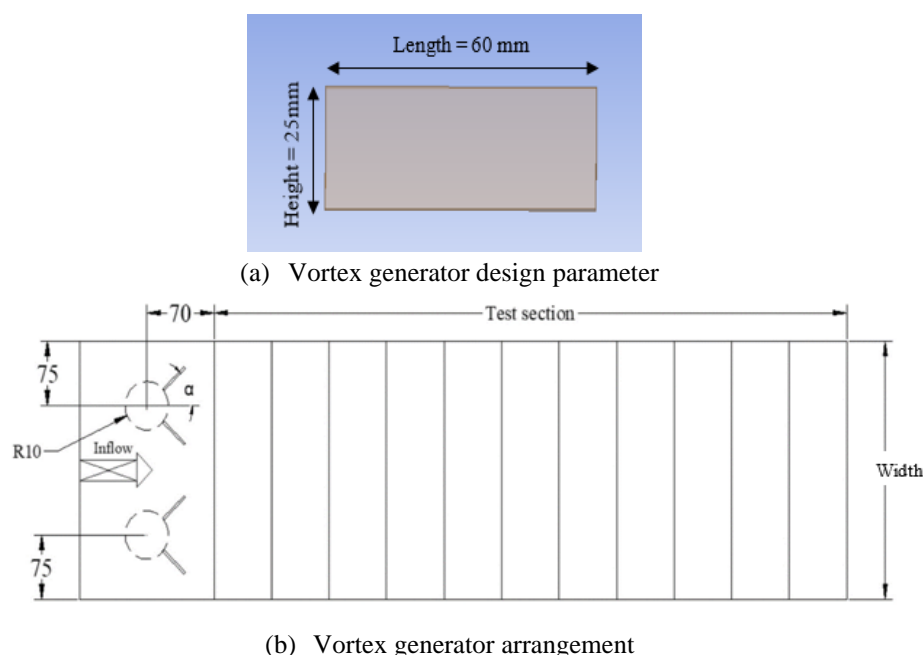 Length = 60 mm
Height = 25mm
(a) Vortex generator design parameter
70
Test section
75
α
R10
Inflow
Width
75
(b) Vortex generator arrangement